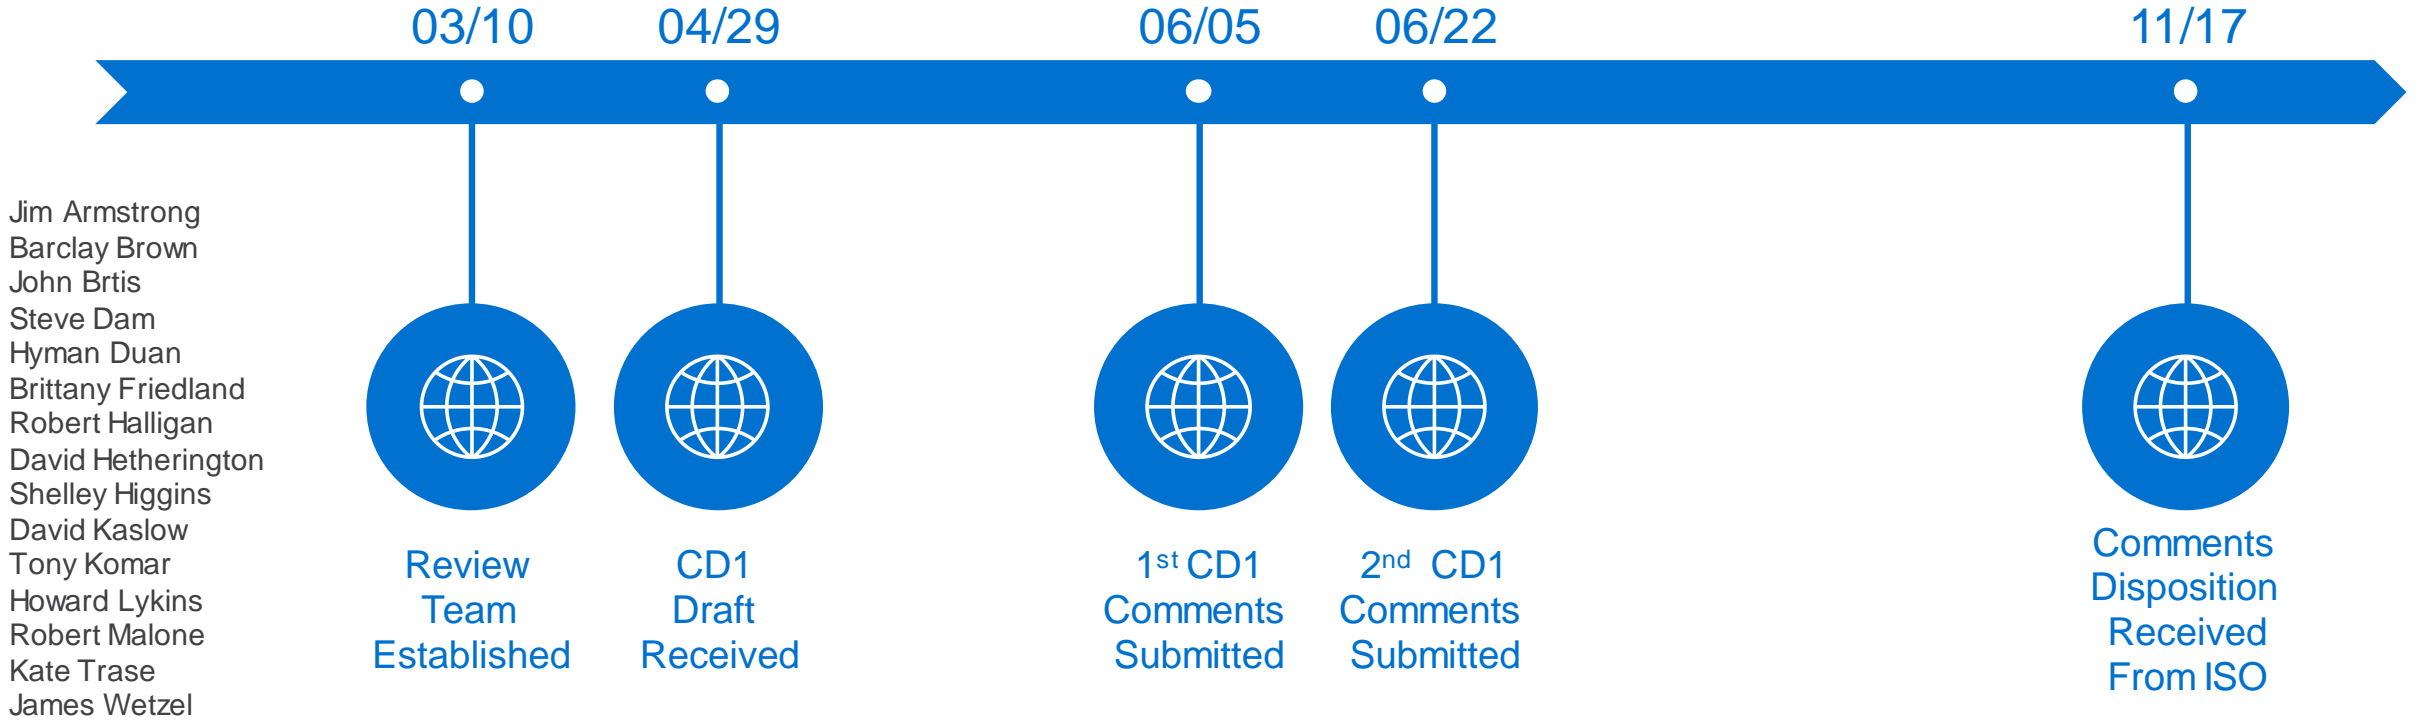 03/10
04/29
06/05
06/22
11/17
Jim Armstrong
Barclay Brown
John Brtis
Steve Dam
Hyman Duan
Brittany Friedland
Robert Halligan
David Hetherington
Shelley Higgins
David Kaslow
Tony Komar
Howard Lykins
Robert Malone
Kate Trase
James Wetzel
Review
Team
Established
CD1
Draft
Received
1st CD1
Comments
Submitted
2nd CD1
Comments
Submitted
Comments
Disposition
Received
From ISO